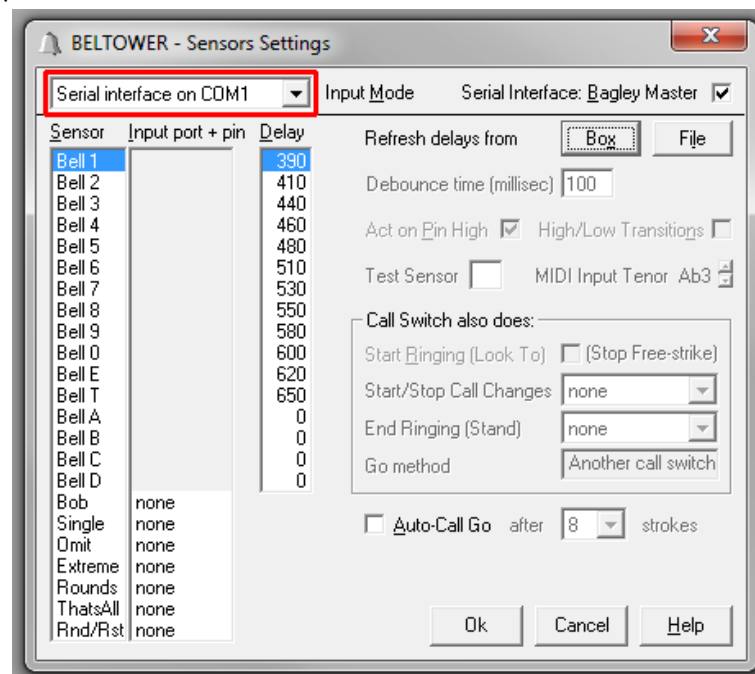 BELTOWER - Sensors Settings
Serial interface on COM1 Input Mode Serial Interface: Bagley Master
Sensor Input port + pin Delay Refresh delays from Box File
Bell 1 390
Bell 2 410 Debounce time (millisec) 100
Bell 3 440
Bell 4 460 Act on Pin High High/Low Transitions
Bell 5 480
Bell 6 510 Test Sensor MIDI Input Tenor Ab3
Bell 7 530
Bell 8 550 Call Switch also does:
Bell 9 580
Bell 0 600 Start Ringing (Look To) (Stop Free-strike)
Bell E 620 Start/Stop Call Changes none
Bell T 650
Bell A 0 End Ringing (Stand) none
Bell B 0
Bell C 0 Go method Another call switch
Bell D 0
Bob none
Single none Auto-Call Go after 8 strokes
Omit none
Extreme none
Rounds none
ThatsAll none
Rnd/Rst none Ok Cancel Help